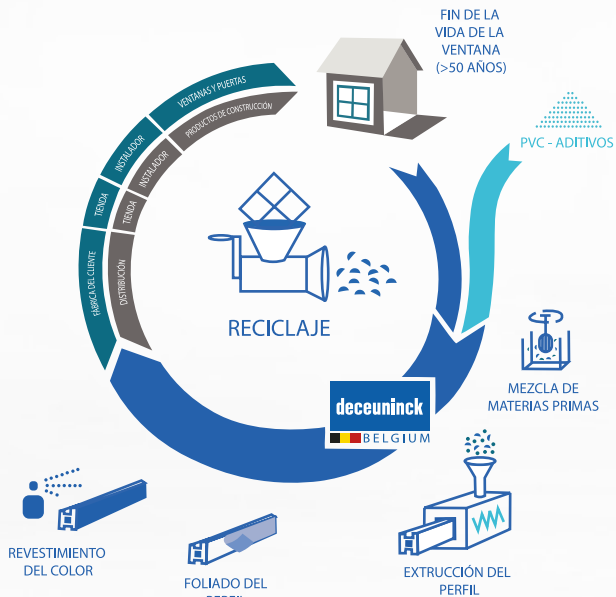 FIN DE LA
VIDA DE LA
VENTANA
(>50 AÑOS)
VENTANAS Y PUERTAS
PRODUCTOS DE CONSTRUCCIÓN
INSTALADOR
INSTALADOR
TIENDA
TIENDA
FÁBRICA DEL CLIENTE
DISTRIBUCIÓN
PVC - ADITIVOS
RECICLAJE
MEZCLA DE
MATERIAS PRIMAS
deceuninck
BELGIUM
REVESTIMIENTO
DEL COLOR
FOLIADO DEL
PERFIL
EXTRUCCIÓN DEL
PERFIL